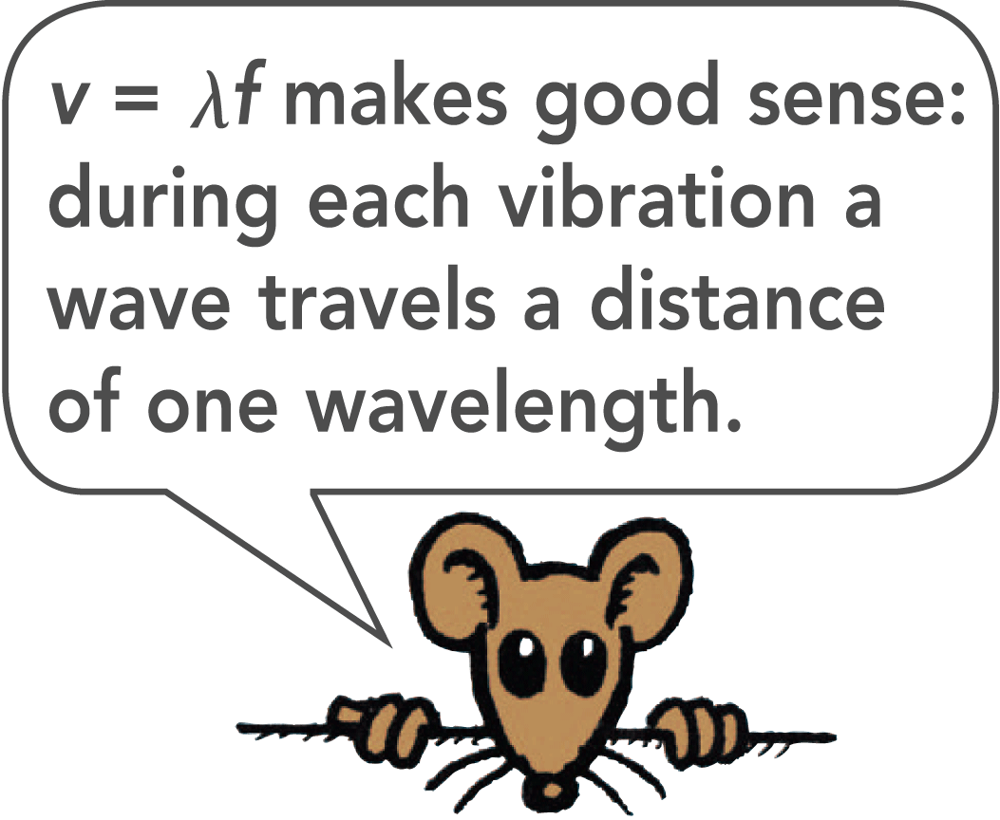 v = λf makes good sense:
during each vibration a
wave travels a distance
of one wavelength.